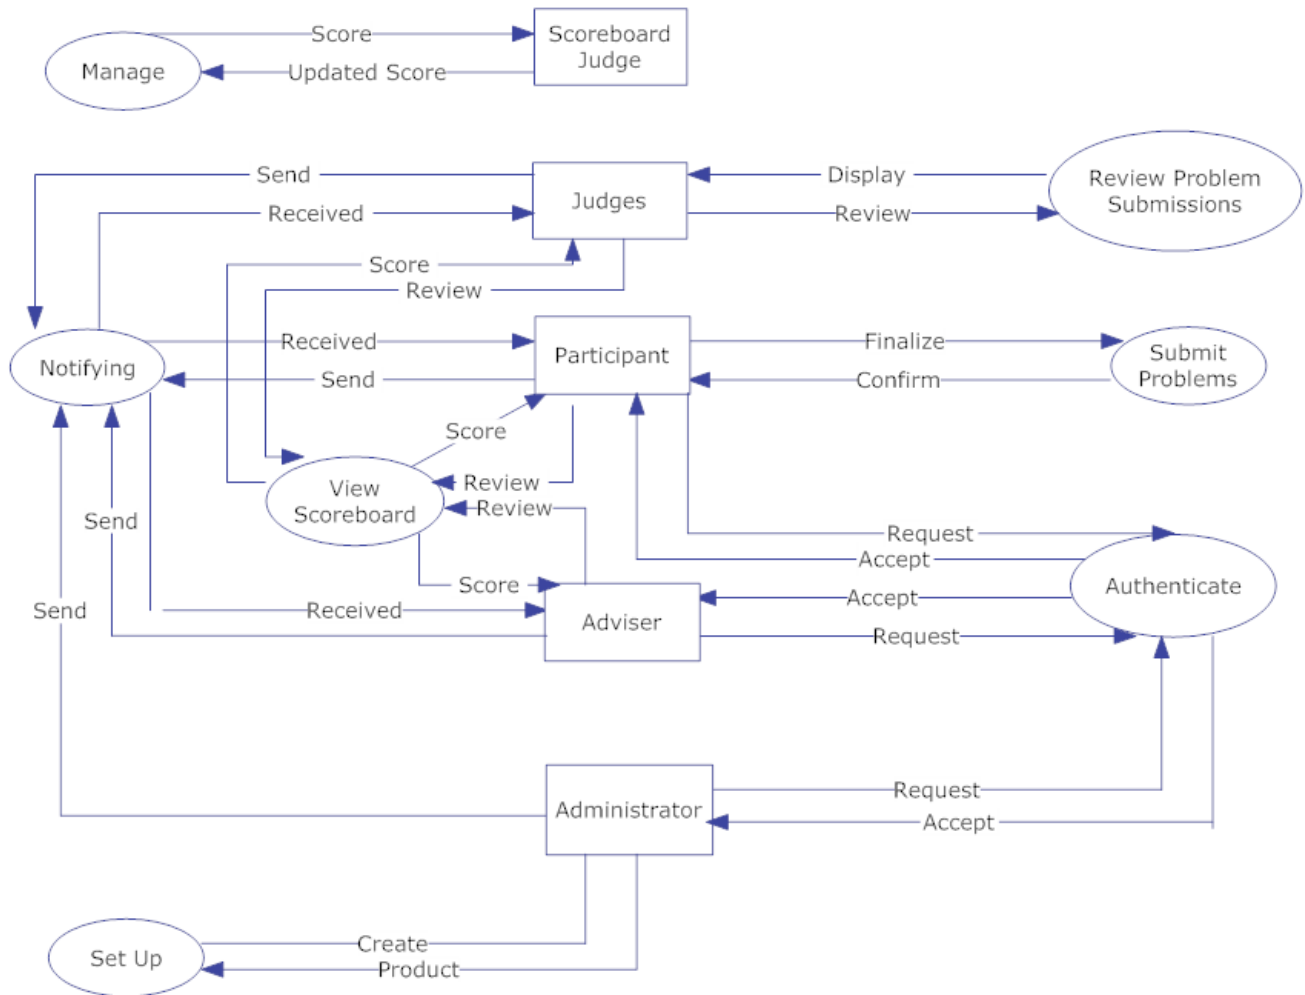 Score
Scoreboard
Judge
Manage
Updated Score
Send
Display
Review Problem
Submissions
Judges
Received
Review
Score
Review
Received
Participant
Finalize
Submit
Problems
Notifying
Send
Confirm
Score
View
Scoreboard
Review
Review
Send
Request
Accept
Authenticate
Score
Accept
Send
Received
Adviser
Request
Request
Administrator
Accept
Create
Set Up
Product